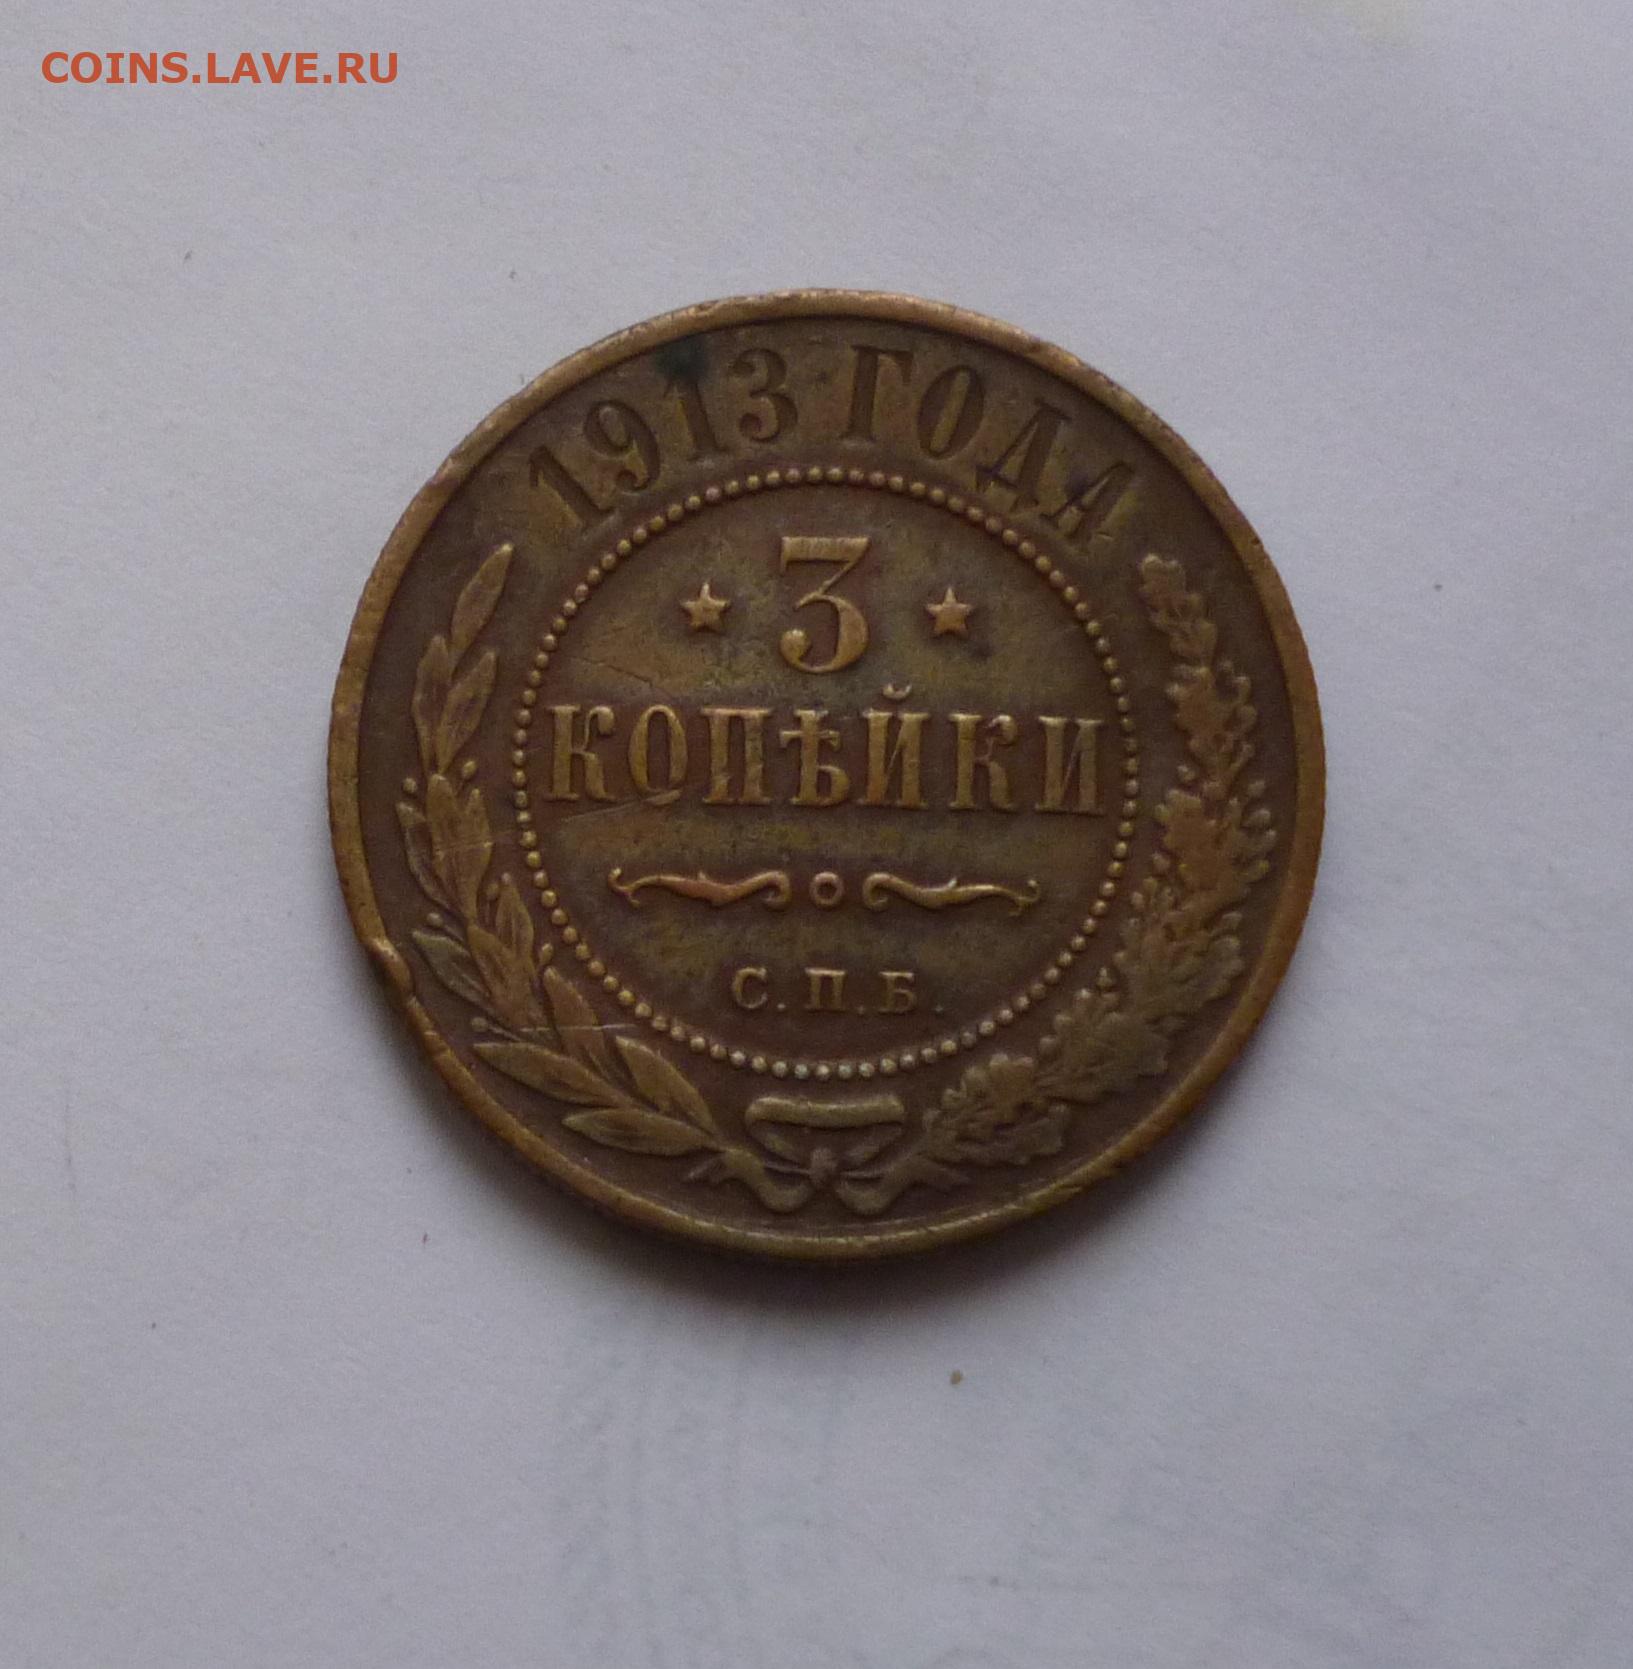 COINS.LAVE.RU
1913 ГОДА
3
КОПѢЙКИ
С.П.Б.